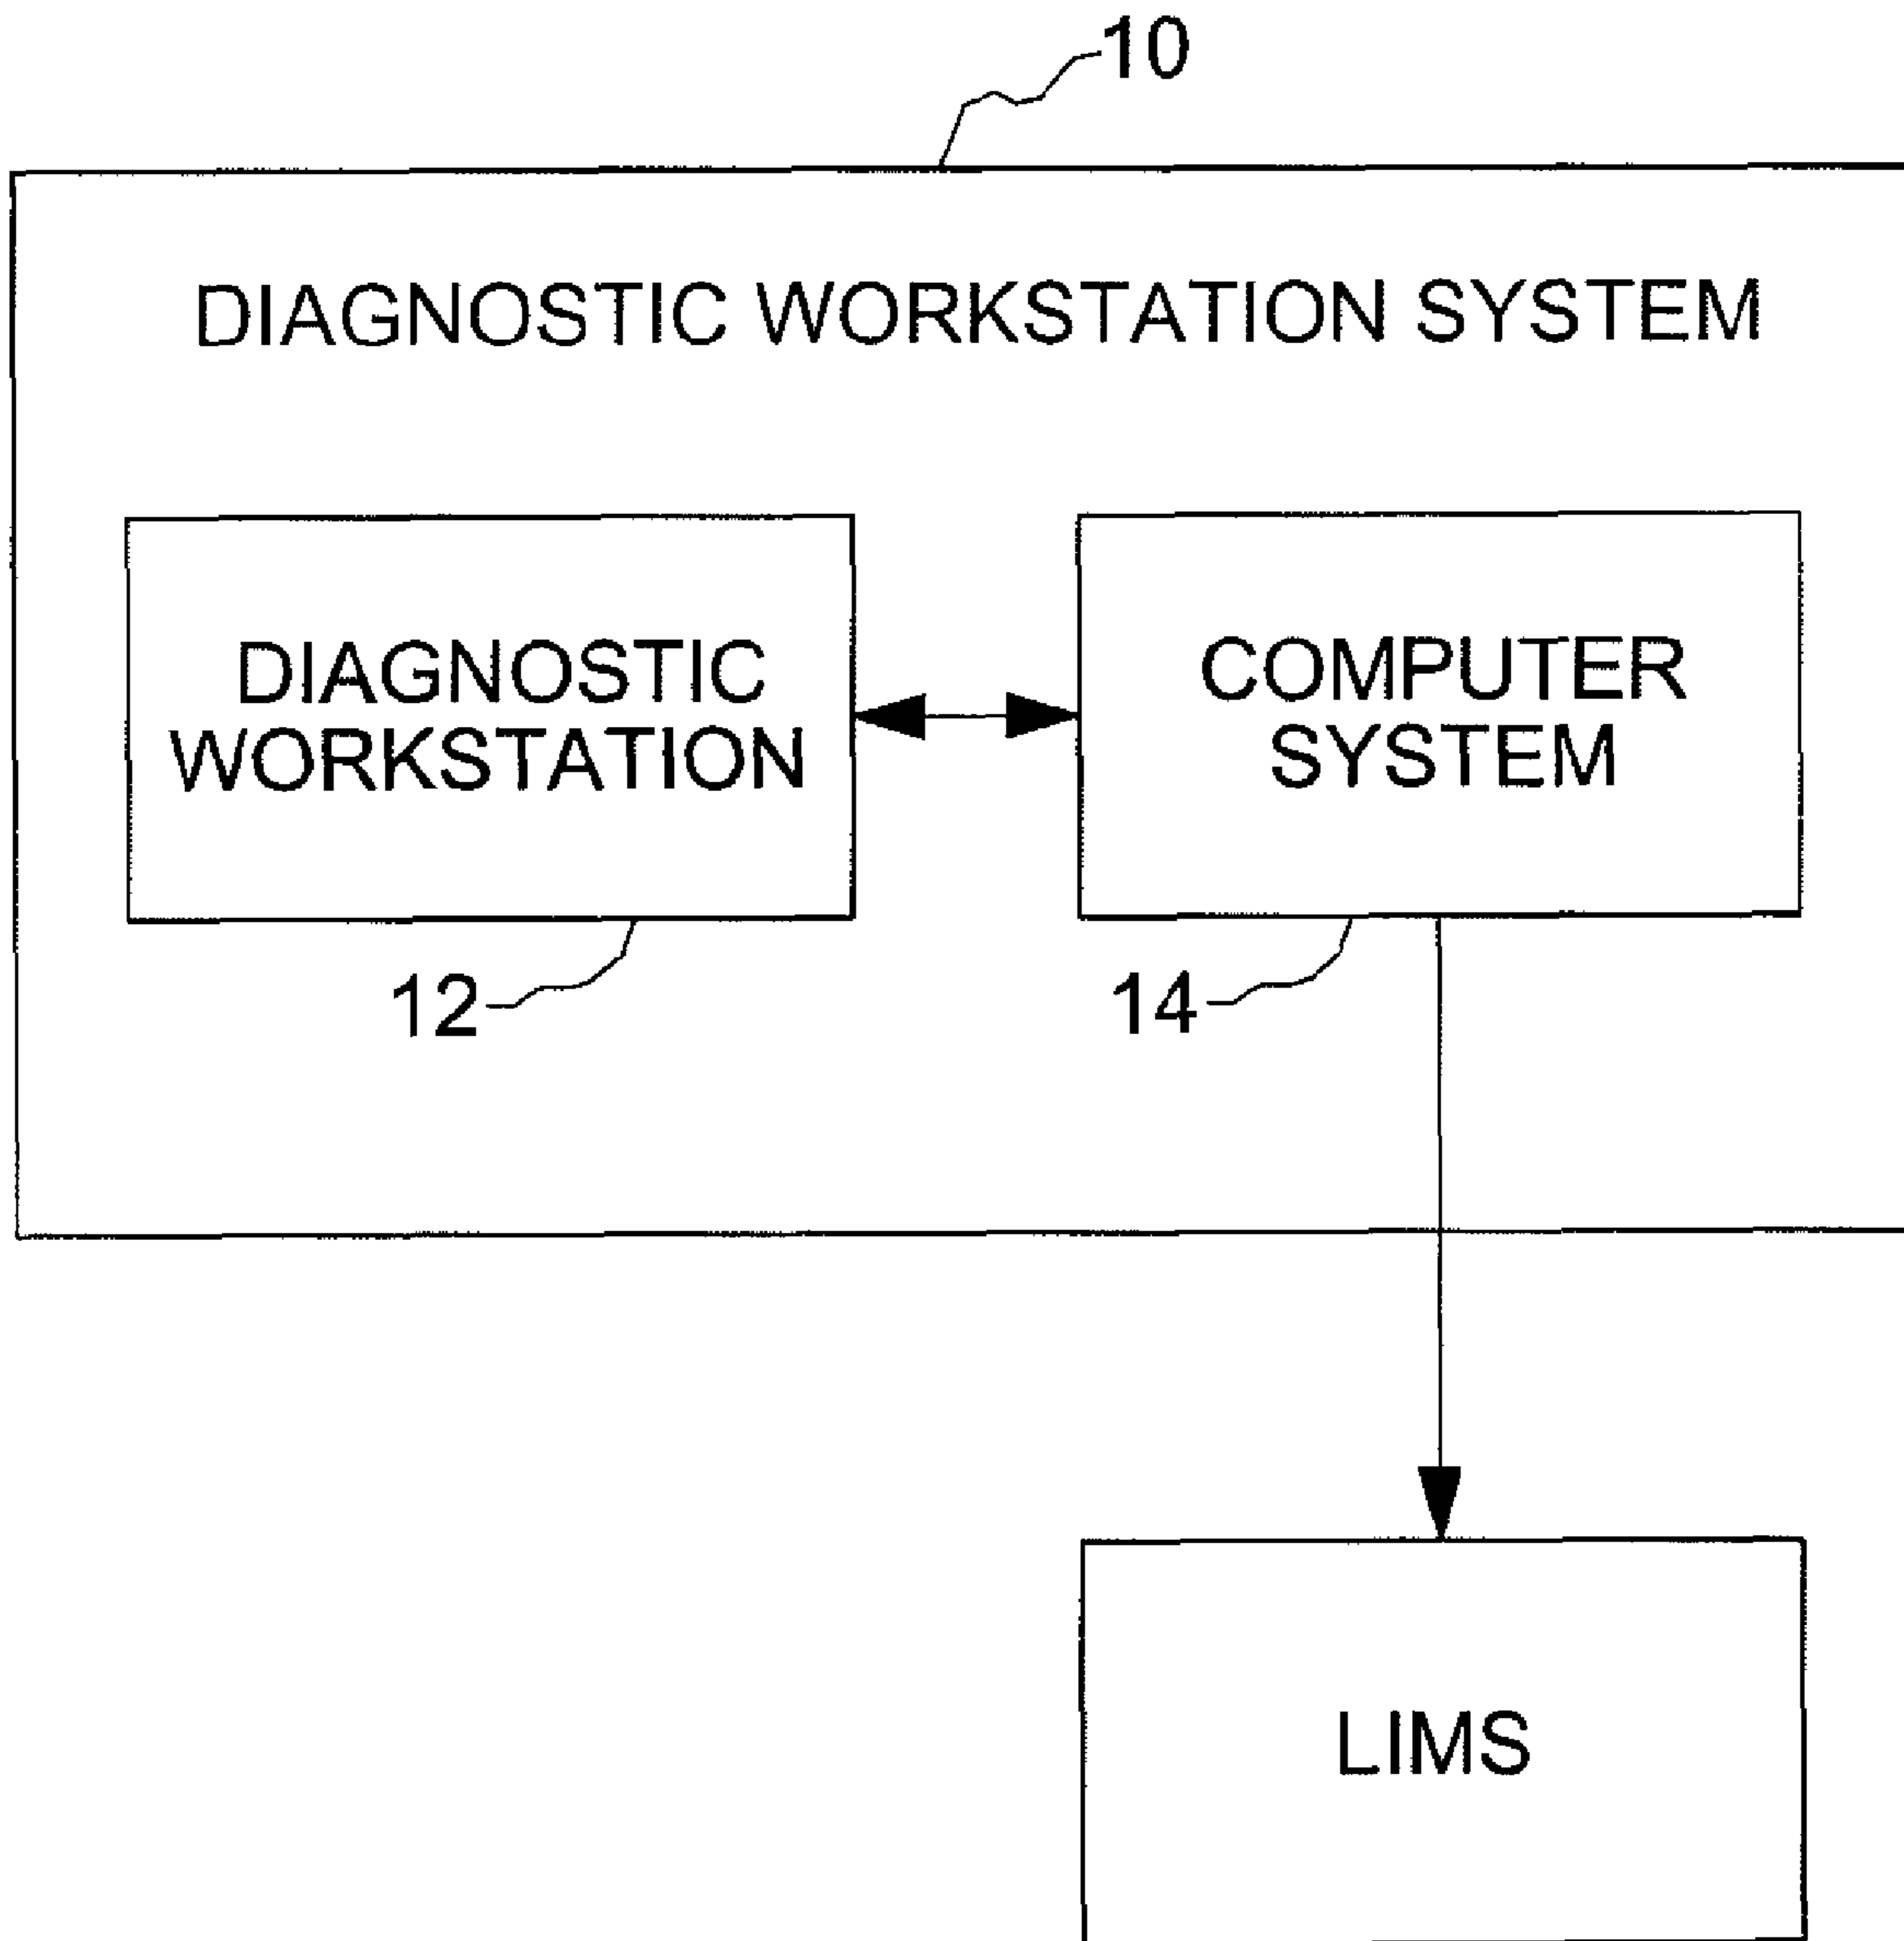 10
DIAGNOSTIC WORKSTATION SYSTEM
DIAGNOSTIC
WORKSTATION
COMPUTER
SYSTEM
12
14
LIMS